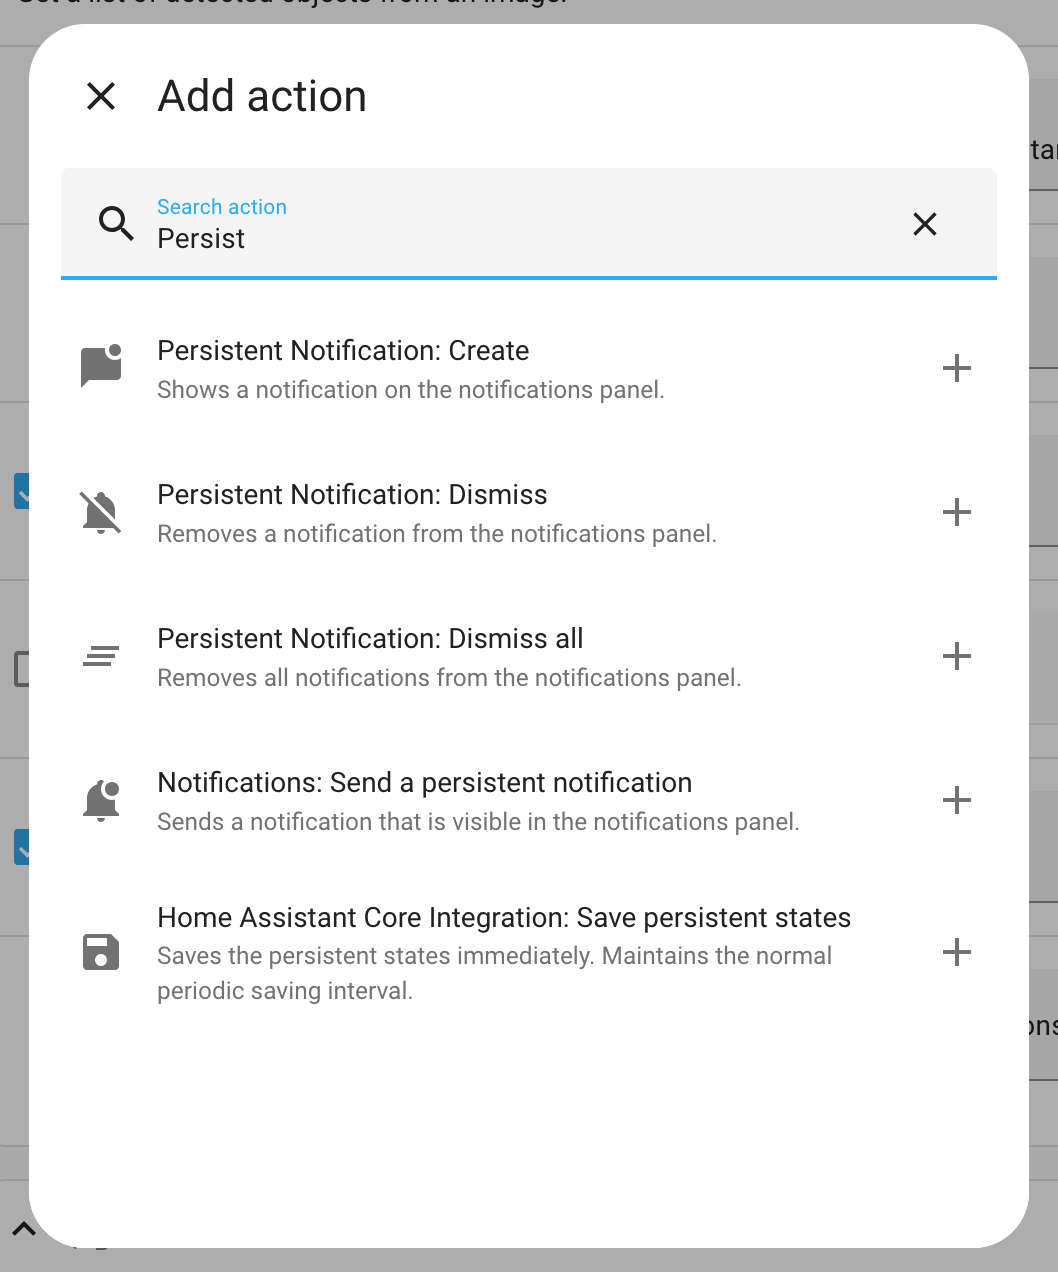 Add action
Search action
Persist
Persistent Notification: Create
Shows a notification on the notifications panel.
Persistent Notification: Dismiss
Removes a notification from the notifications panel.
Persistent Notification: Dismiss all
Removes all notifications from the notifications panel.
Notifications: Send a persistent notification
Sends a notification that is visible in the notifications panel.
Home Assistant Core Integration: Save persistent states
Saves the persistent states immediately. Maintains the normal
periodic saving interval.